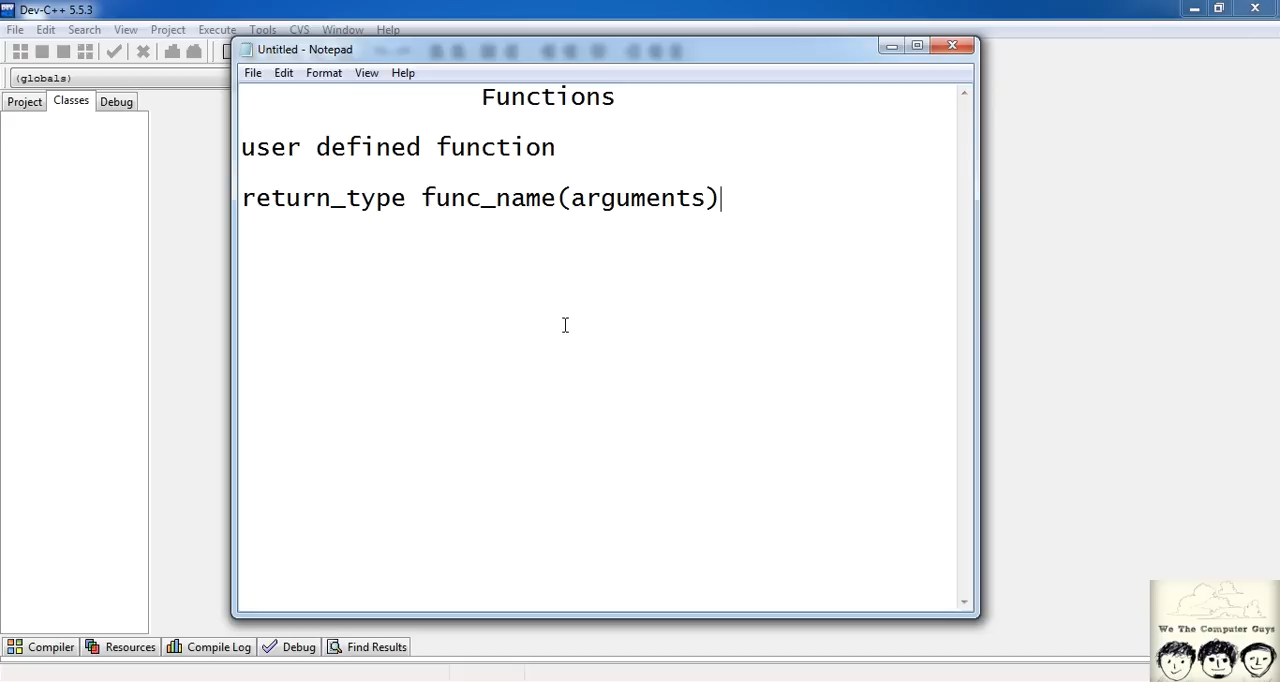 Dev-C++ 5.5.3
File Edit Search View Project Execute Tools CVS Window Help
(globals)
Project Classes Debug
Untitled - Notepad
File Edit Format View Help
Functions
user defined function
return_type func_name(arguments)
Compiler Resources Compile Log Debug Find Results
We The Computer Guys